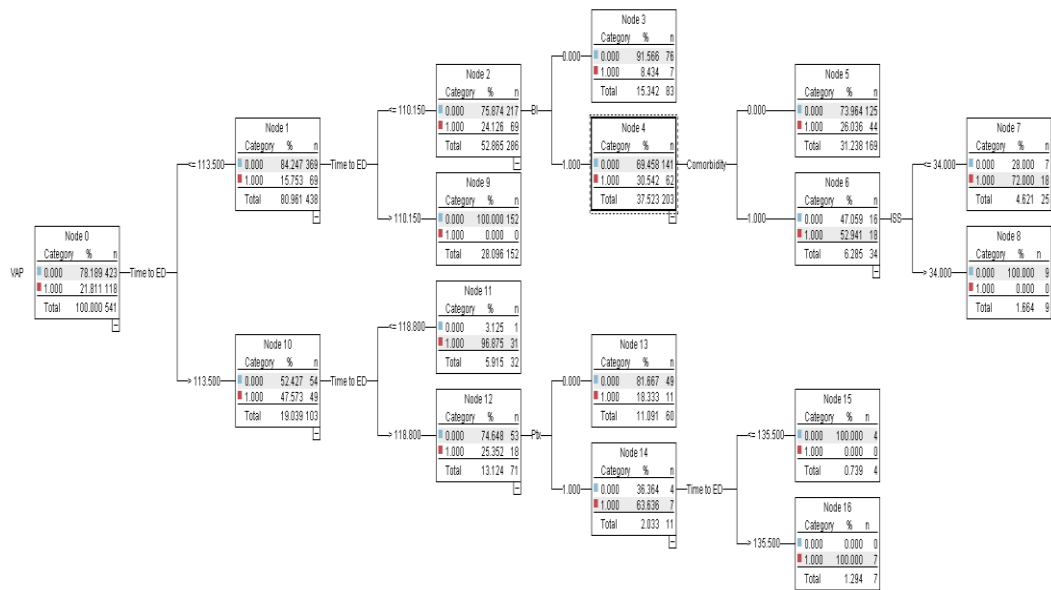 VAP
Node 0
Category % n
0.000 78.189 423
1.000 21.811 118
Total 100.000 541
Time to ED
<= 113.500
Node 1
Category % n
0.000 84.247 369
1.000 15.753 69
Total 80.961 438
Time to ED
<= 110.150
Node 2
Category % n
0.000 75.874 217
1.000 24.126 69
Total 52.865 286
BI
0.000
Node 3
Category % n
0.000 91.566 76
1.000 8.434 7
Total 15.342 83
1.000
Node 4
Category % n
0.000 69.458 141
1.000 30.542 62
Total 37.523 203
Comorbidity
0.000
Node 5
Category % n
0.000 73.964 125
1.000 26.036 44
Total 31.238 169
1.000
Node 6
Category % n
0.000 47.059 16
1.000 52.941 18
Total 6.285 34
ISS
<= 34.000
Node 7
Category % n
0.000 28.000 7
1.000 72.000 18
Total 4.621 25
> 34.000
Node 8
Category % n
0.000 100.000 9
1.000 0.000 0
Total 1.664 9
> 110.150
Node 9
Category % n
0.000 100.000 152
1.000 0.000 0
Total 28.096 152
> 113.500
Node 10
Category % n
0.000 52.427 54
1.000 47.573 49
Total 19.039 103
Time to ED
<= 118.800
Node 11
Category % n
0.000 3.125 1
1.000 96.875 31
Total 5.915 32
> 118.800
Node 12
Category % n
0.000 74.648 53
1.000 25.352 18
Total 13.124 71
Ptx
0.000
Node 13
Category % n
0.000 81.667 49
1.000 18.333 11
Total 11.091 60
1.000
Node 14
Category % n
0.000 36.364 4
1.000 63.636 7
Total 2.033 11
Time to ED
<= 135.500
Node 15
Category % n
0.000 100.000 4
1.000 0.000 0
Total 0.739 4
> 135.500
Node 16
Category % n
0.000 0.000 0
1.000 100.000 7
Total 1.294 7